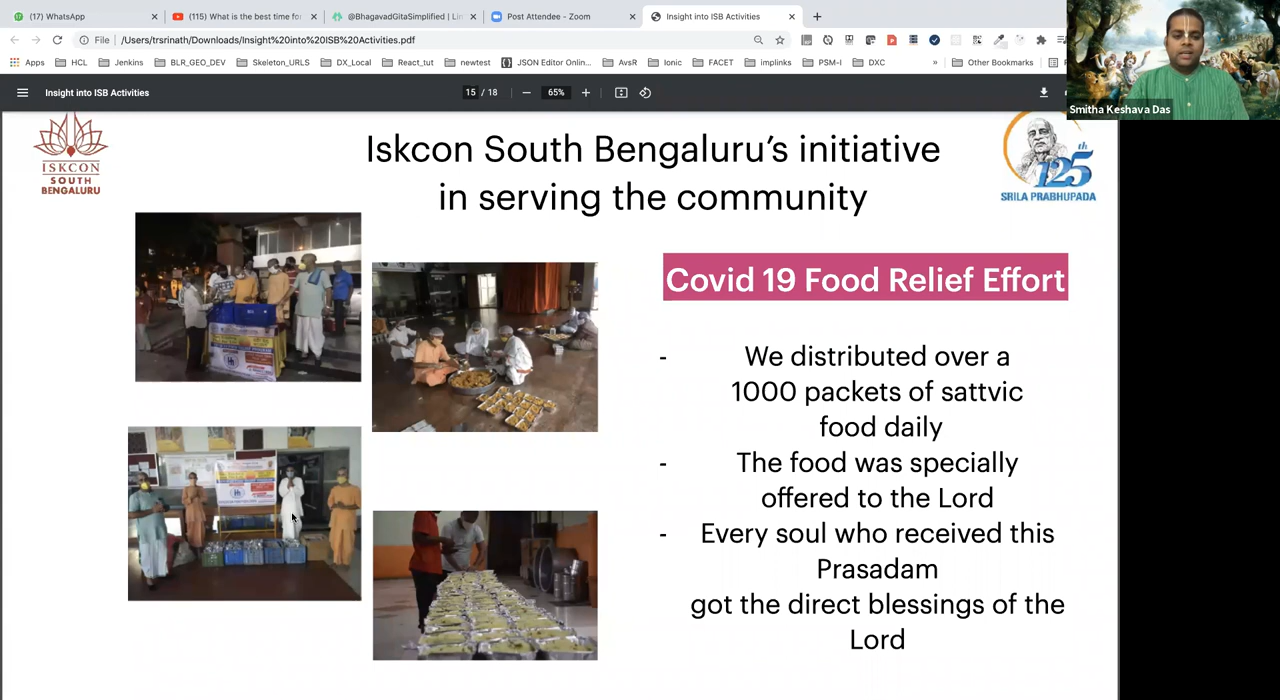 (17) WhatsApp
(115) What is the best time for
@BhagavadGitaSimplified | Lin
Post Attendee - Zoom
Insight into ISB Activities
File
/Users/trsrinath/Downloads/Insight%20into%20ISB%20Activities.pdf
Apps
HCL
Jenkins
BLR_GEO_DEV
Skeleton_URLS
DX_Local
React_tut
newtest
JSON Editor Onlin...
AvsR
Ionic
FACET
implinks
PSM-I
DXC
»
Other Bookmarks
Insight into ISB Activities
15 / 18
65%
Smitha Keshava Das
ISKCON
SOUTH
BENGALURU
Iskcon South Bengaluru's initiative
in serving the community
125th
SRILA PRABHUPADA
Covid 19 Food Relief Effort
- We distributed over a
1000 packets of sattvic
food daily
- The food was specially
offered to the Lord
- Every soul who received this
Prasadam
got the direct blessings of the
Lord